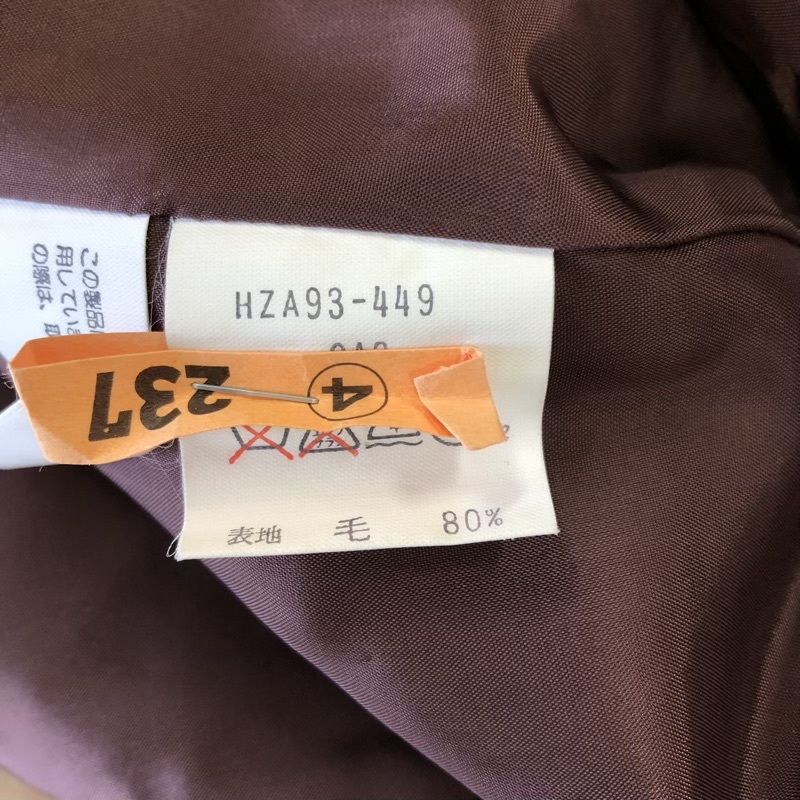 HZA93-449
237 ④
表地 毛 80%
この製品
用してい
の際は、